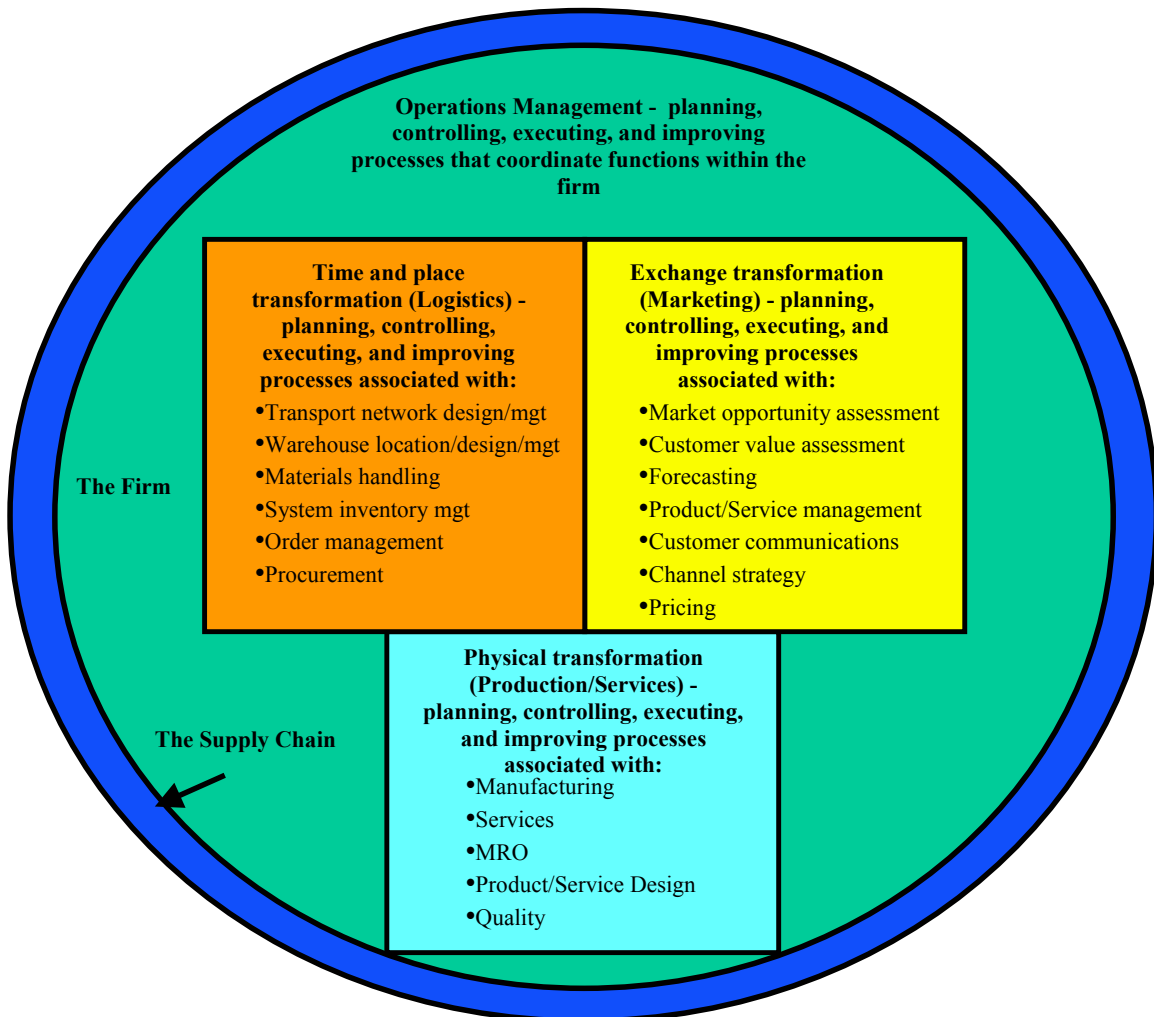 Operations Management -  planning,
controlling, executing, and improving
processes that coordinate functions within the
firm
Time and place
transformation (Logistics) -
planning, controlling,
executing, and improving
processes associated with:
•Transport network design/mgt
•Warehouse location/design/mgt
•Materials handling
•System inventory mgt
•Order management
•Procurement
Exchange transformation
(Marketing) - planning,
controlling, executing, and
improving processes
associated with:
•Market opportunity assessment
•Customer value assessment
•Forecasting
•Product/Service management
•Customer communications
•Channel strategy
•Pricing
The Firm
Physical transformation
(Production/Services) -
planning, controlling, executing,
and improving processes
associated with:
•Manufacturing
•Services
•MRO
•Product/Service Design
•Quality
The Supply Chain